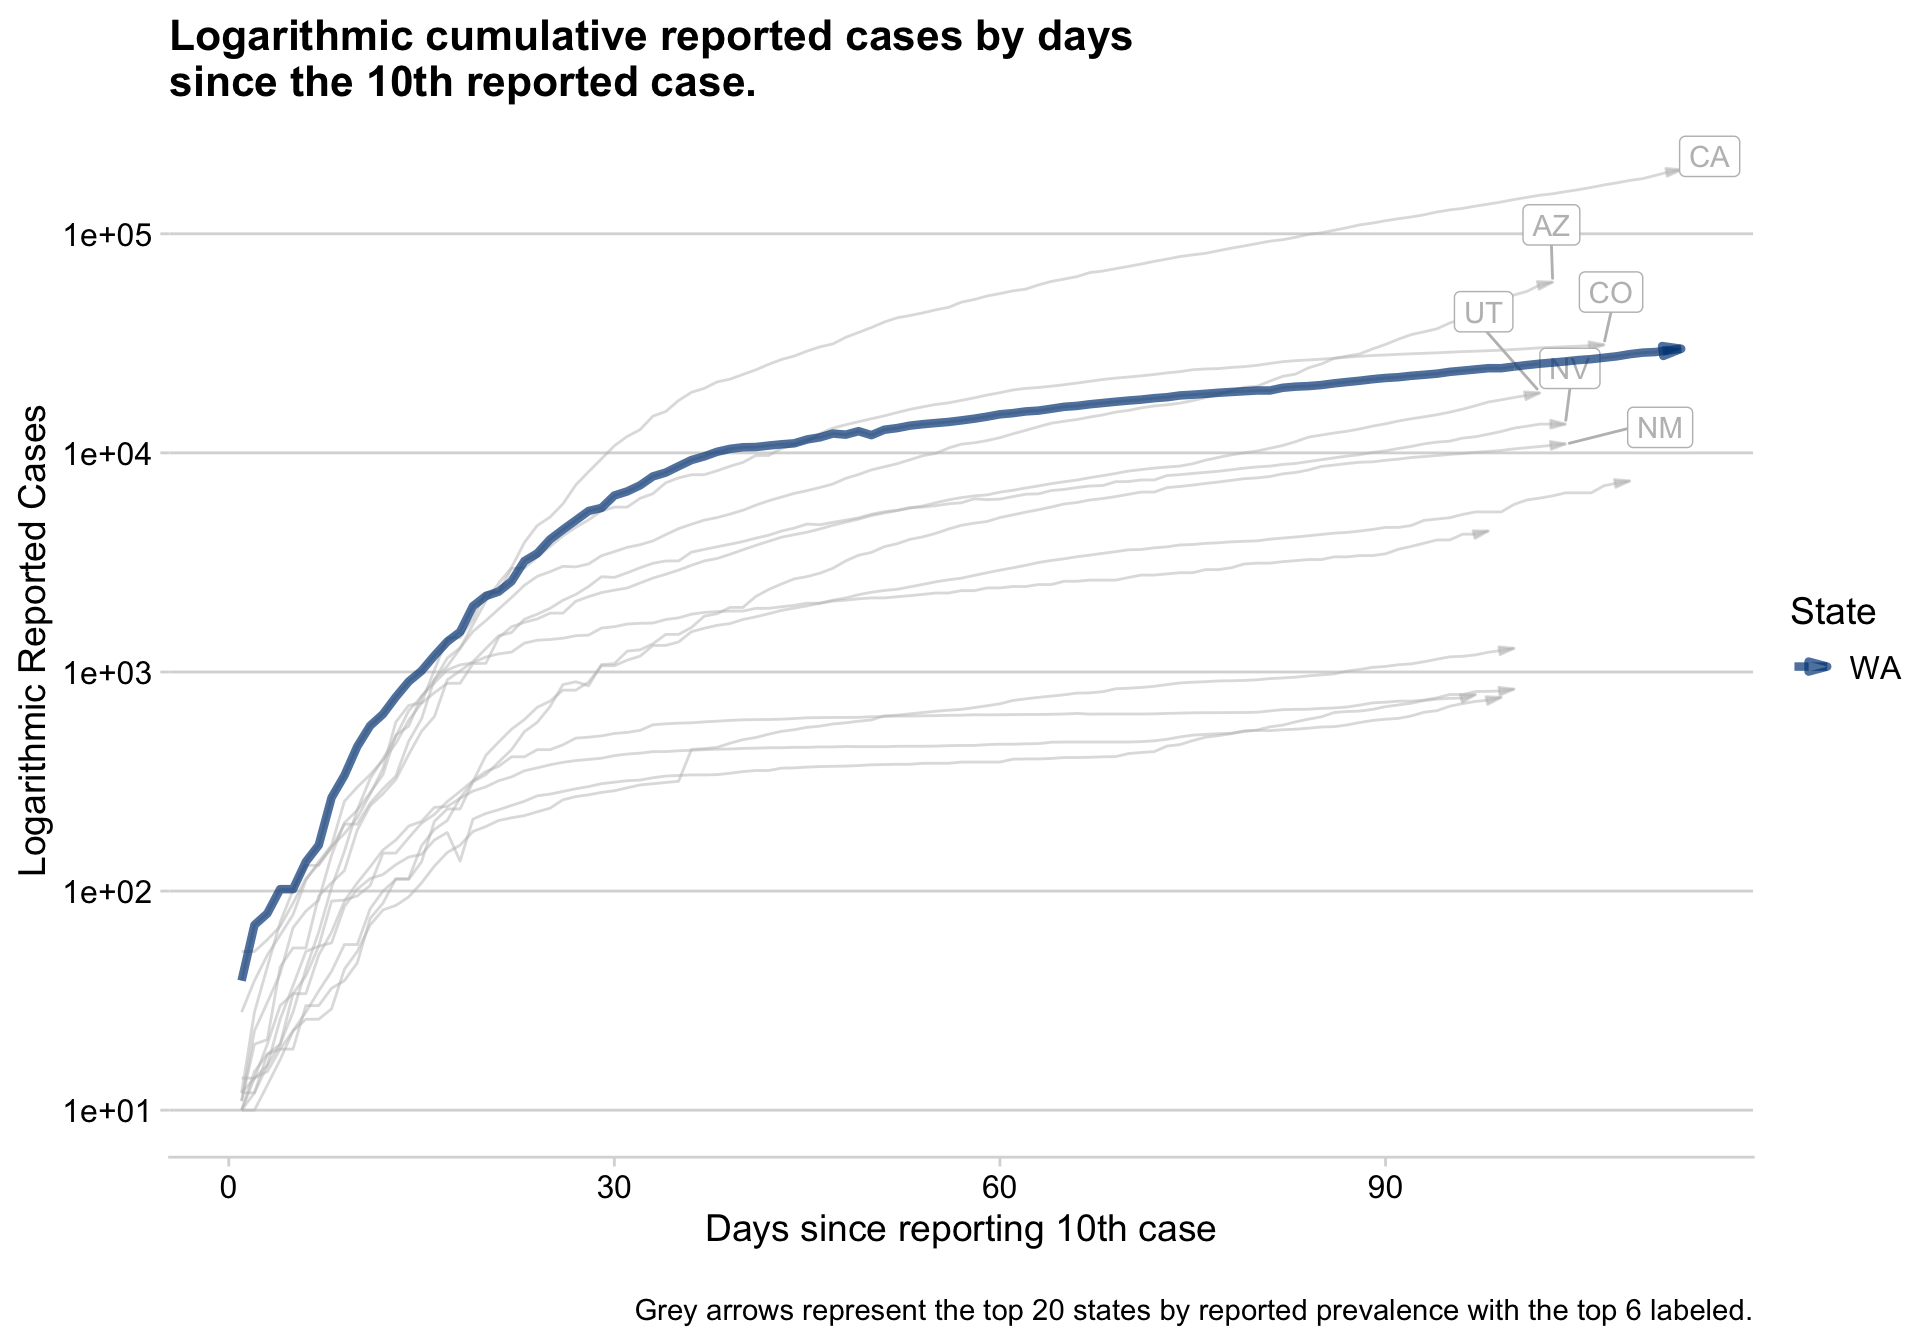 Logarithmic cumulative reported cases by days
since the 10th reported case.
CA
1e+05
AZ
CO
UT
NV
NM
1e+04
1e+03
1e+02
1e+01
Logarithmic Reported Cases
State
WA
0 30 60 90
Days since reporting 10th case
Grey arrows represent the top 20 states by reported prevalence with the top 6 labeled.